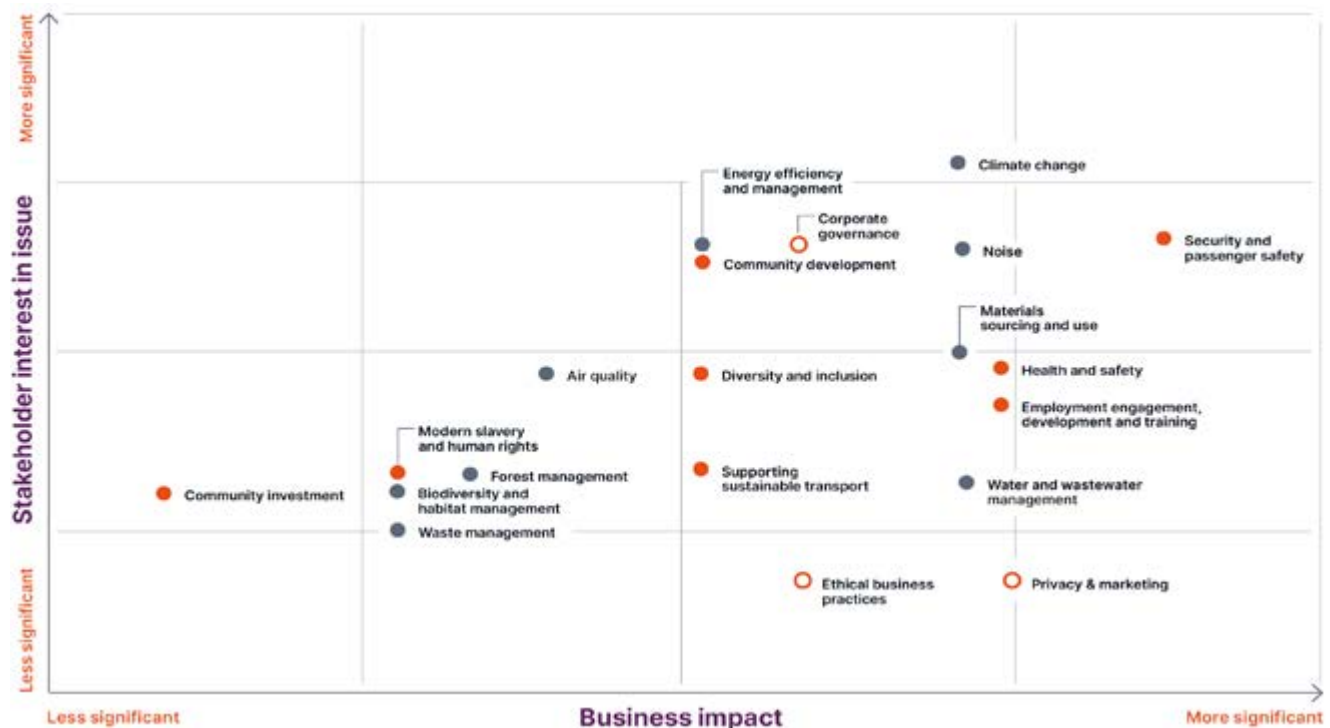 More significant
Stakeholder interest in issue
Less significant
Climate change
Energy efficiency
and management
Corporate
governance
Community development
Noise
Security and
passenger safety
Materials
sourcing and use
Air quality
Diversity and inclusion
Health and safety
Employment engagement,
development and training
Modern slavery
and human rights
Forest management
Supporting
sustainable transport
Water and wastewater
management
Community investment
Biodiversity and
habitat management
Waste management
Ethical business
practices
Privacy & marketing
Less significant
Business impact
More significant